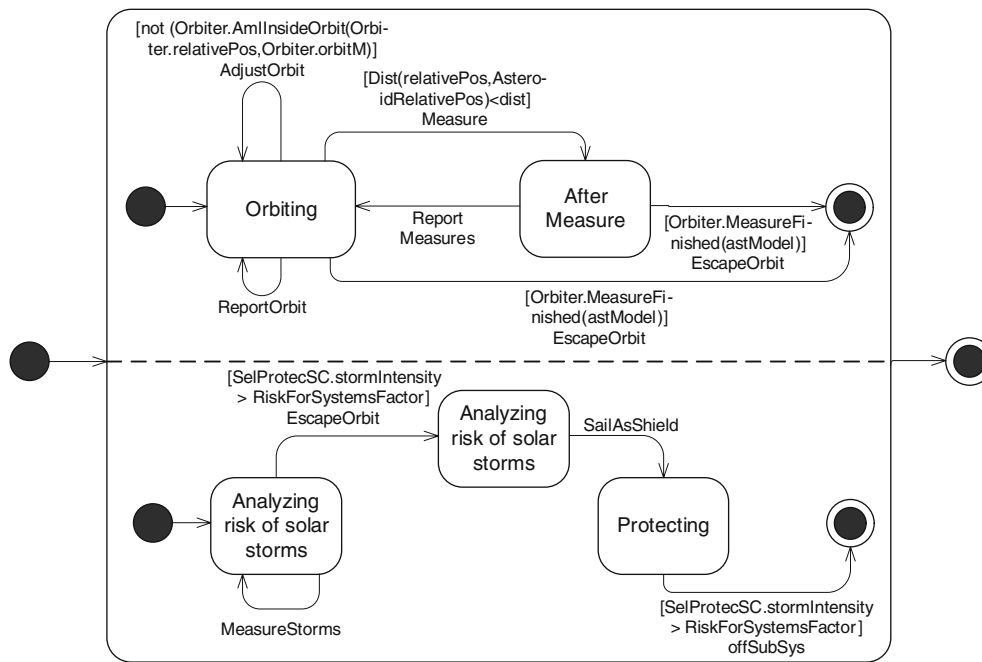 [not (Orbiter.AmIInsideOrbit(Orbi-
ter.relativePos,Orbiter.orbitM)]
AdjustOrbit
[Dist(relativePos,Astero-
idRelativePos)<dist]
Measure
Orbiting
After
Measure
Report
Measures
[Orbiter.MeasureFi-
nished(astModel)]
EscapeOrbit
ReportOrbit
[Orbiter.MeasureFi-
nished(astModel)]
EscapeOrbit
[SelProtecSC.stormIntensity
> RiskForSystemsFactor]
EscapeOrbit
Analyzing
risk of solar
storms
SailAsShield
Analyzing
risk of solar
storms
Protecting
MeasureStorms
[SelProtecSC.stormIntensity
> RiskForSystemsFactor]
offSubSys